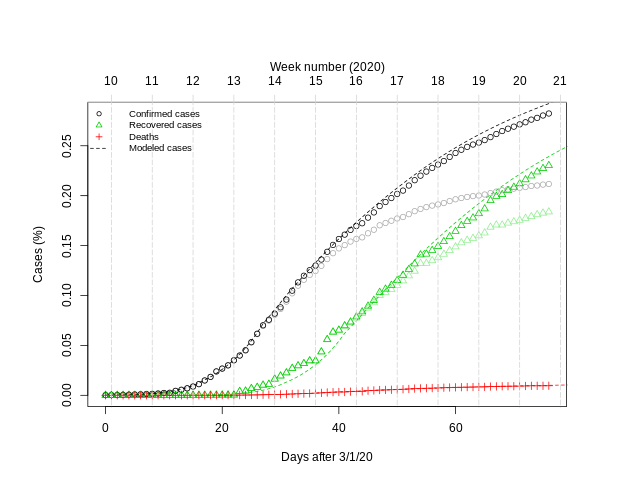 Week number (2020)
10 11 12 13 14 15 16 17 18 19 20 21
Confirmed cases
Recovered cases
Deaths
Modeled cases
Cases (%)
0.25
0.20
0.15
0.10
0.05
0.00
0 20 40 60
Days after 3/1/20